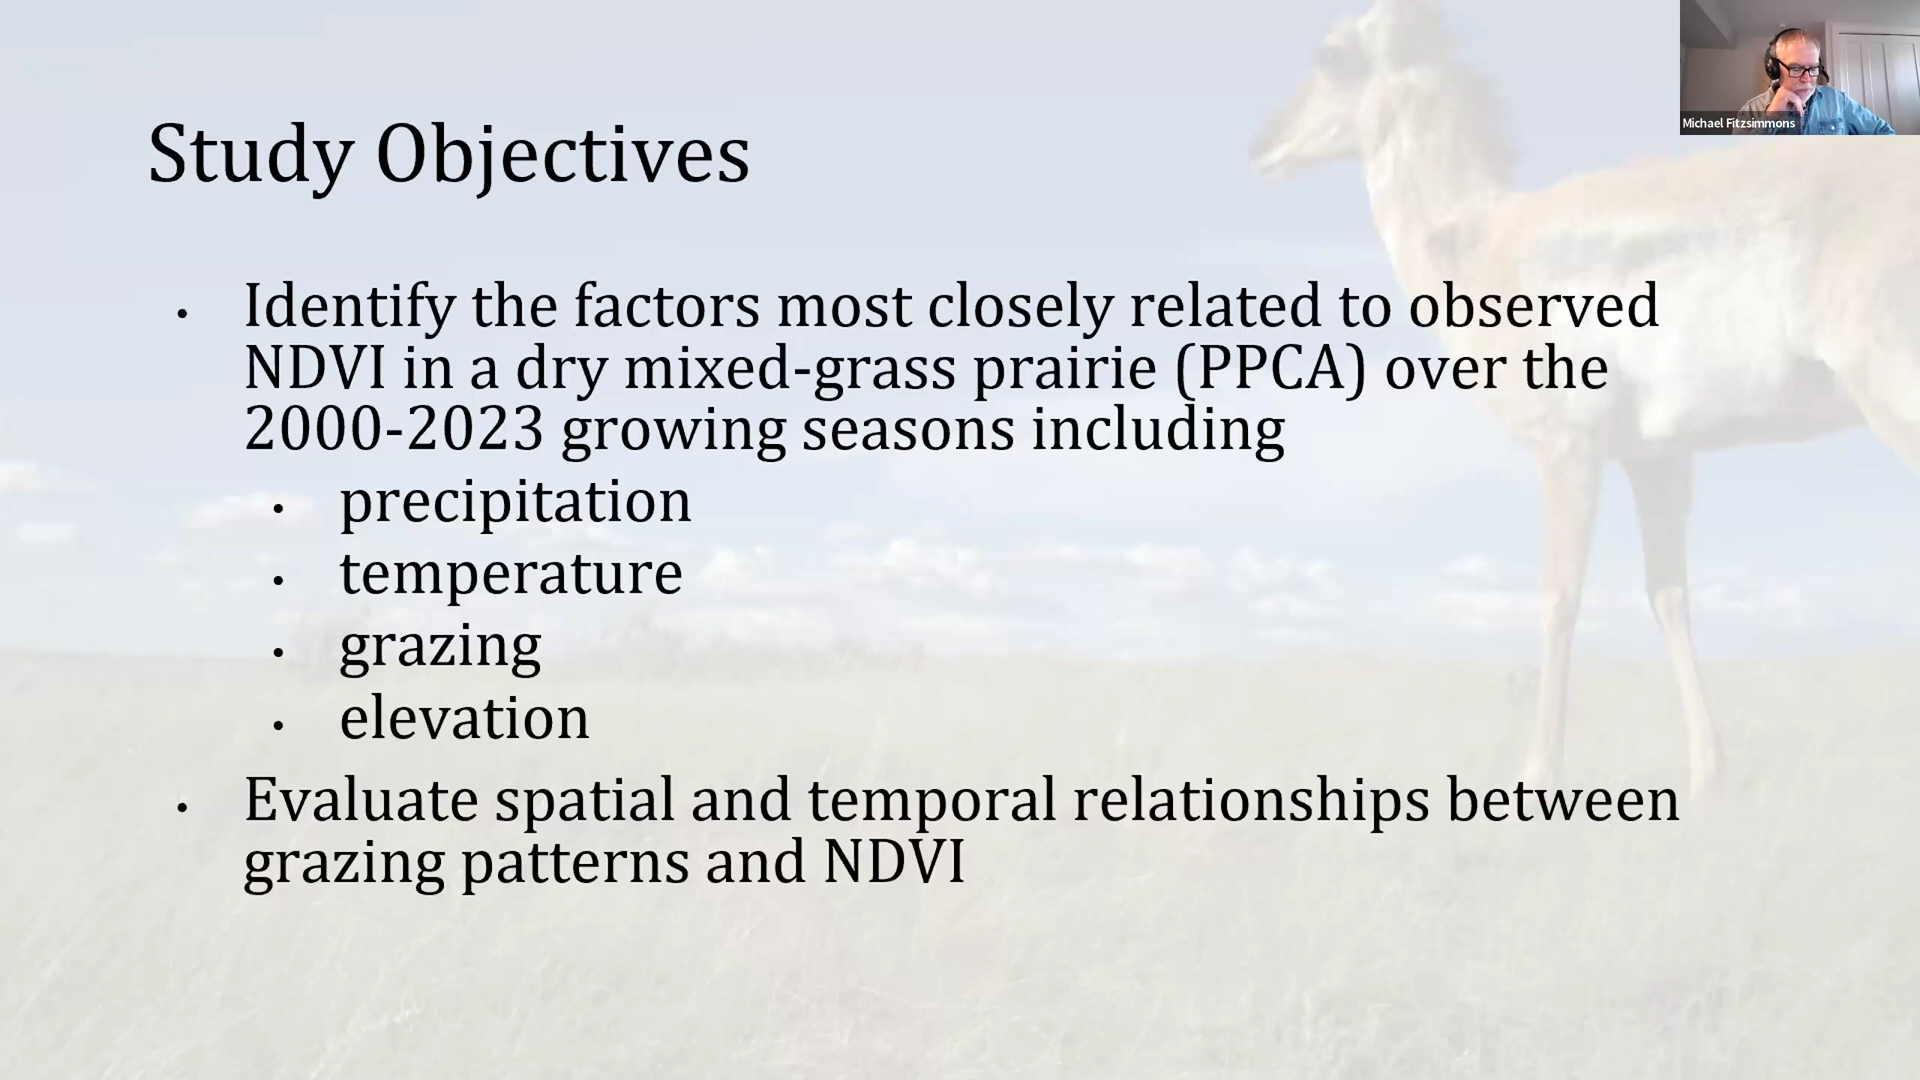 Michael Fitzsimmons
Study Objectives
• Identify the factors most closely related to observed
NDVI in a dry mixed-grass prairie (PPCA) over the
2000-2023 growing seasons including
• precipitation
• temperature
• grazing
• elevation
• Evaluate spatial and temporal relationships between
grazing patterns and NDVI